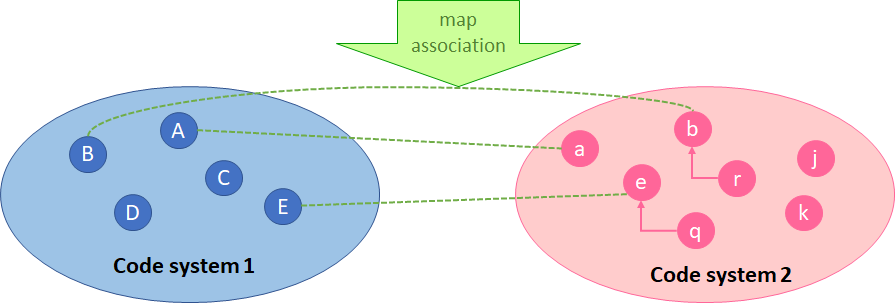 map
association
A
B
C
D
E
Code system 1
b
a
j
r
e
k
q
Code system 2